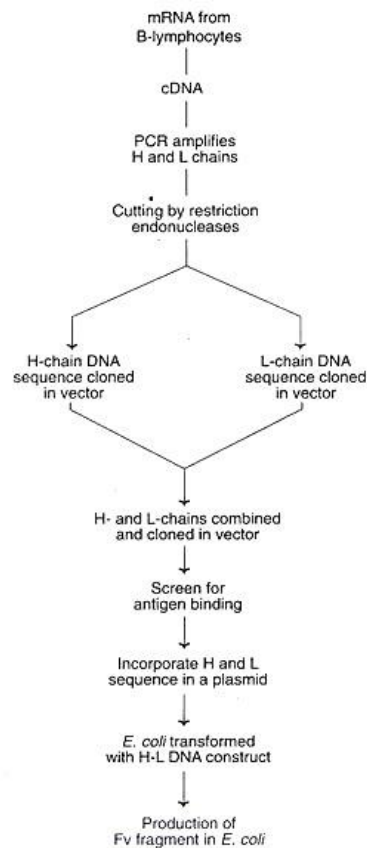 mRNA from
B-lymphocytes
cDNA
PCR amplifies
H and L chains
Cutting by restriction
endonucleases
H-chain DNA
sequence cloned
in vector
L-chain DNA
sequence cloned
in vector
H- and L-chains combined
and cloned in vector
Screen for
antigen binding
Incorporate H and L
sequence in a plasmid
E. coli transformed
with H-L DNA construct
Production of
Fv fragment in E. coli